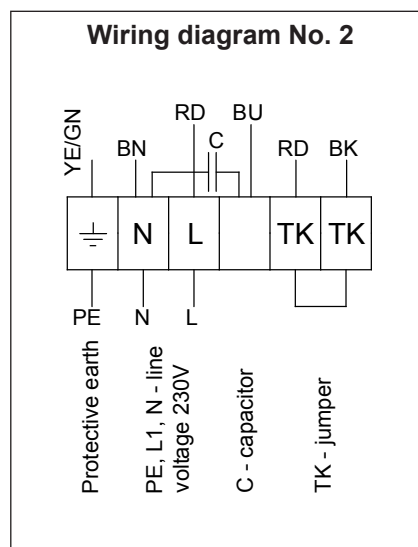 Wiring diagram No. 2
YE/GN
BN
RD
C
BU
RD
BK
N
L
TK
TK
PE
N
L
Protective earth
PE, L1, N - line
voltage 230V
C - capacitor
TK - jumper